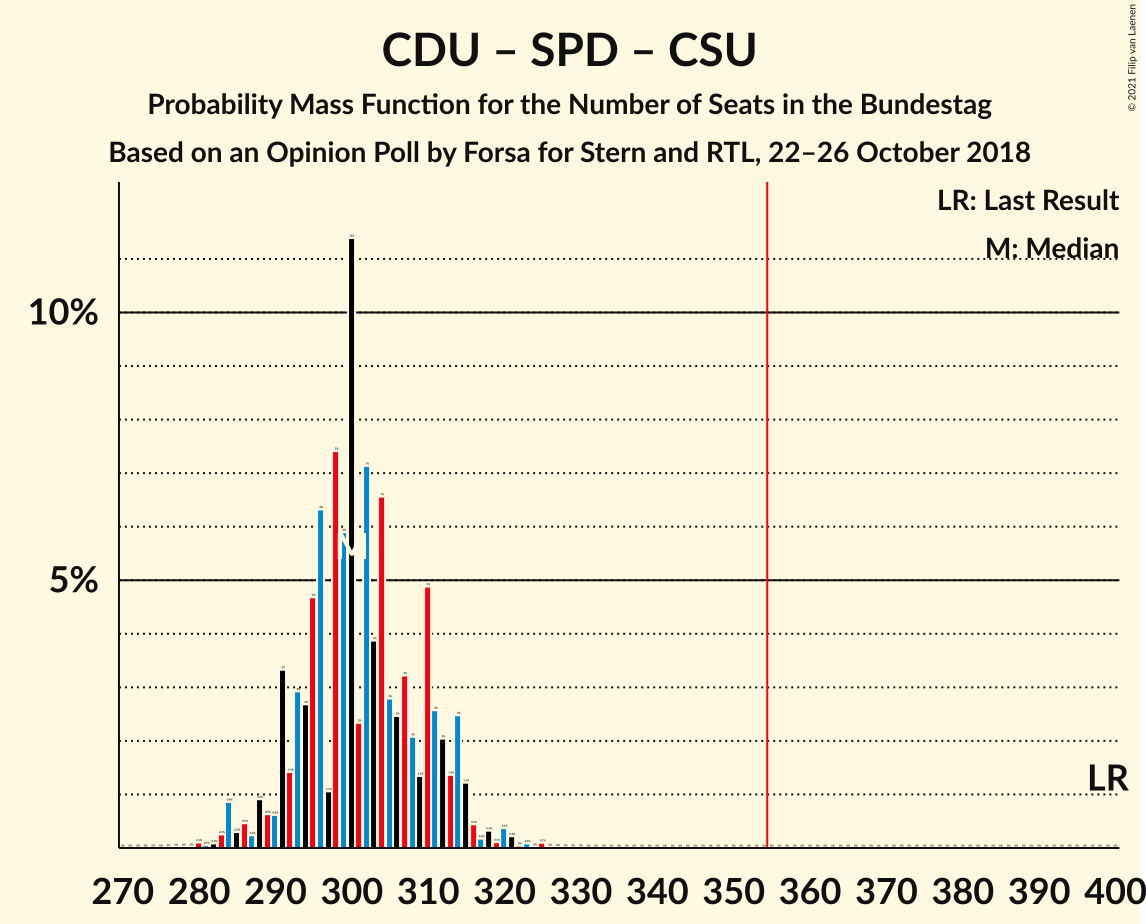 CDU – SPD – CSU
Probability Mass Function for the Number of Seats in the Bundestag
Based on an Opinion Poll by Forsa for Stern and RTL, 22–26 October 2018
© 2021 Filip van Laenen
LR: Last Result
M: Median
10%
5%
M
LR
270 280 290 300 310 320 330 340 350 360 370 380 390 400